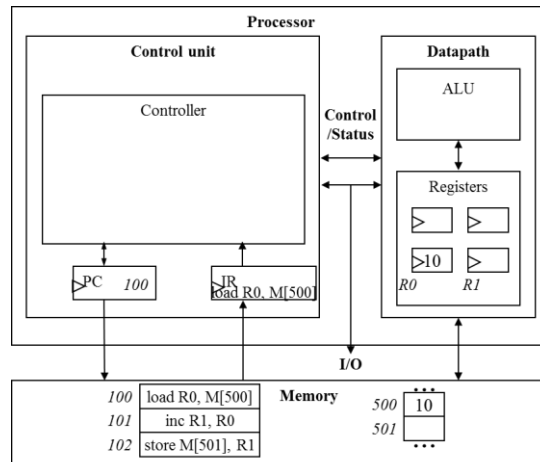 Processor
Control unit
Datapath
Controller
ALU
Control
/Status
Registers
10
R0 R1
PC 100
IR
load R0, M[500]
I/O
Memory
100 load R0, M[500]
101 inc R1, R0
102 store M[501], R1
...
500 10
501
...